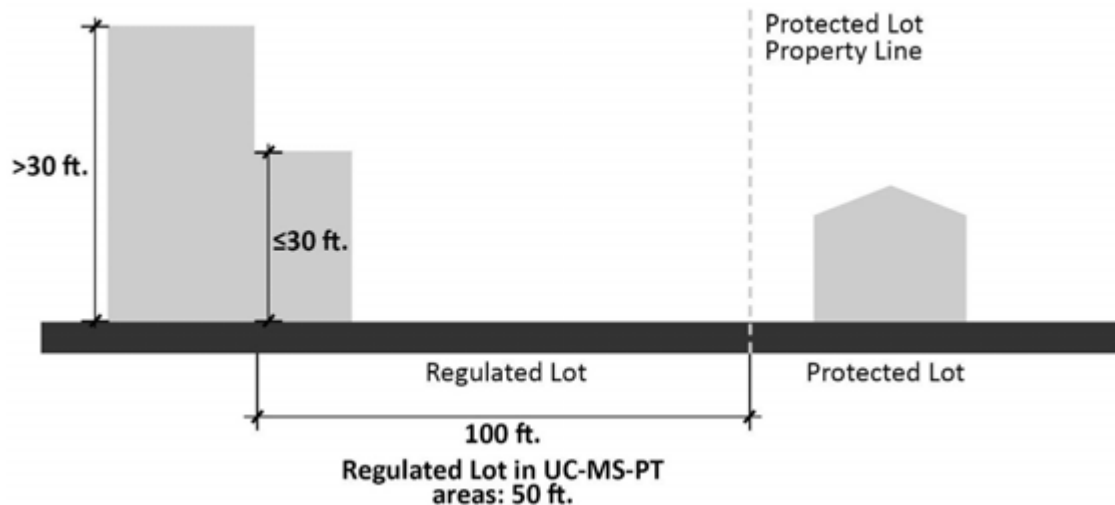 Protected Lot
Property Line
>30 ft.
≤30 ft.
Regulated Lot
Protected Lot
100 ft.
Regulated Lot in UC-MS-PT
areas: 50 ft.